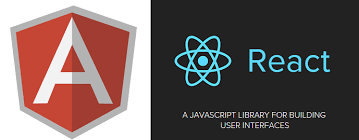 A
React
A JAVASCRIPT LIBRARY FOR BUILDING
USER INTERFACES